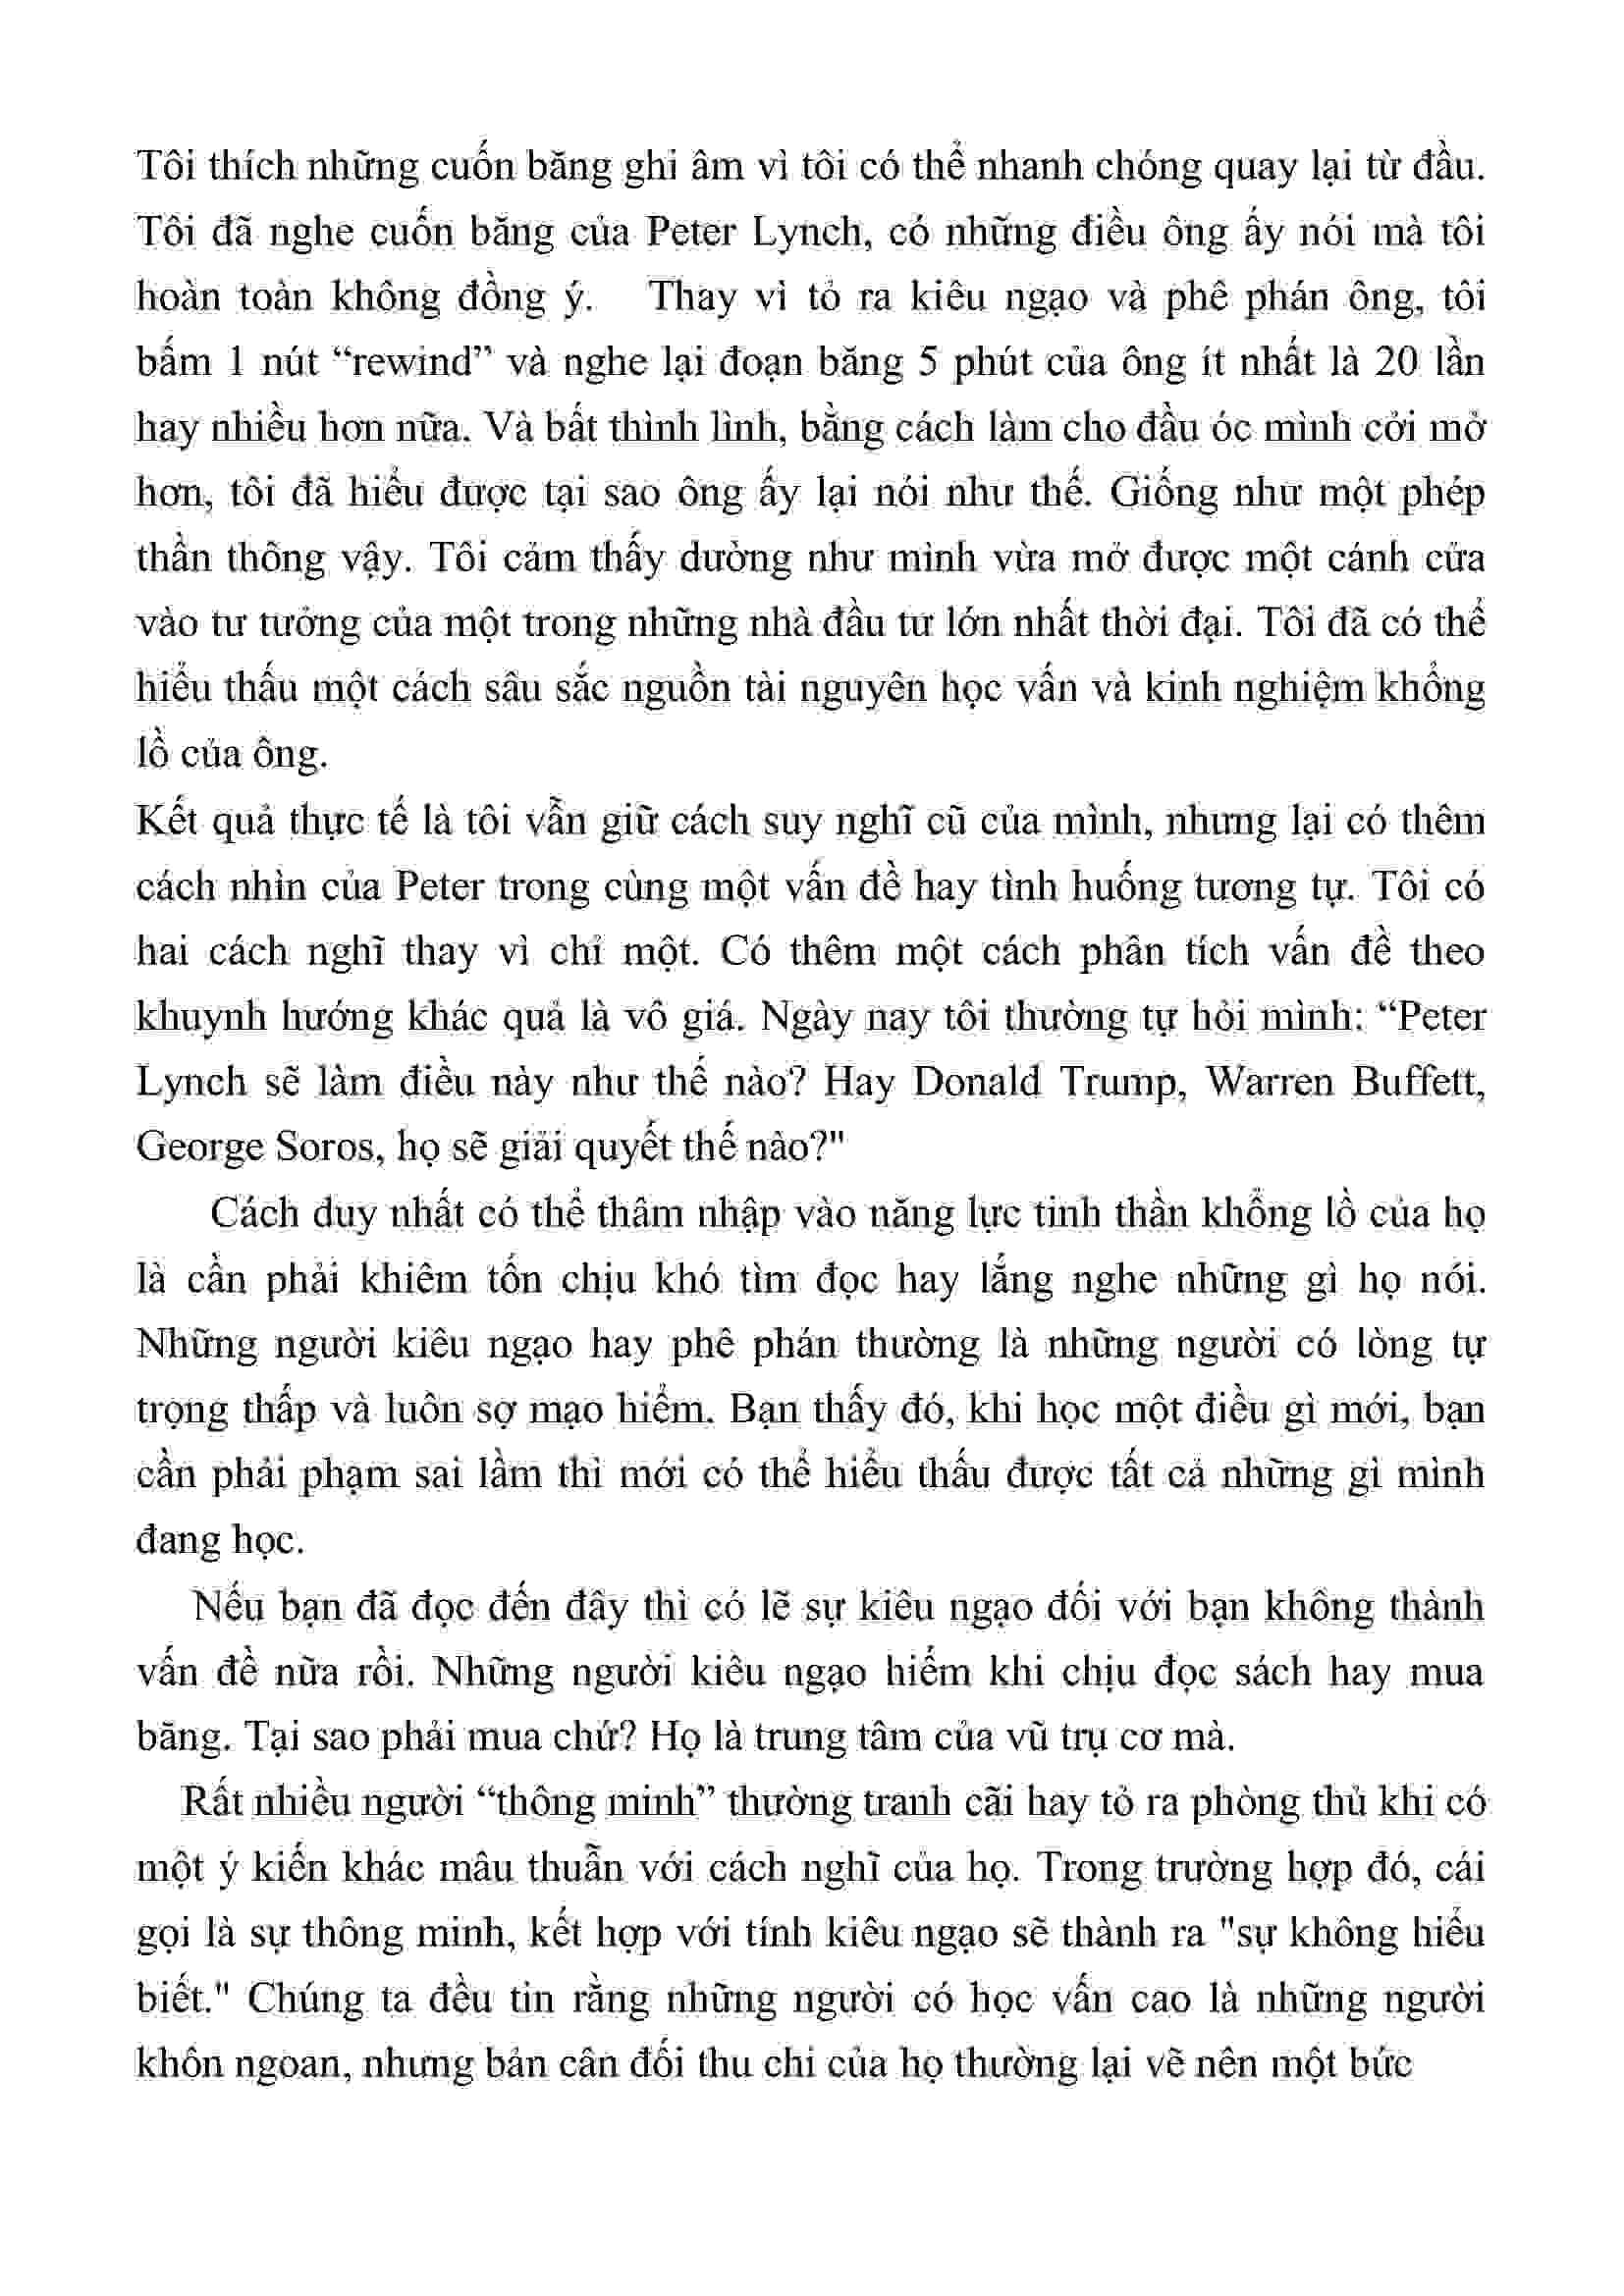 Tôi thích những cuốn băng ghi âm vì tôi có thể nhanh chóng quay lại từ đầu.
Tôi đã nghe cuốn băng của Peter Lynch, có những điều ông ấy nói mà tôi
hoàn toàn không đồng ý. Thay vì tỏ ra kiêu ngạo và phê phán ông, tôi
bấm 1 nút “rewind” và nghe lại đoạn băng 5 phút của ông ít nhất là 20 lần
hay nhiều hơn nữa. Và bất thình lình, bằng cách làm cho đầu óc mình cởi mở
hơn, tôi đã hiểu được tại sao ông ấy lại nói như thế. Giống như một phép
thần thông vậy. Tôi cảm thấy dường như mình vừa mở được một cánh cửa
vào tư tưởng của một trong những nhà đầu tư lớn nhất thời đại. Tôi đã có thể
hiểu thấu một cách sâu sắc nguồn tài nguyên học vấn và kinh nghiệm khổng
lồ của ông.
Kết quả thực tế là tôi vẫn giữ cách suy nghĩ cũ của mình, nhưng lại có thêm
cách nhìn của Peter trong cùng một vấn đề hay tình huống tương tự. Tôi có
hai cách nghĩ thay vì chỉ một. Có thêm một cách phân tích vấn đề theo
khuynh hướng khác quả là vô giá. Ngày nay tôi thường tự hỏi mình: “Peter
Lynch sẽ làm điều này như thế nào? Hay Donald Trump, Warren Buffett,
George Soros, họ sẽ giải quyết thế nào?"
Cách duy nhất có thể thâm nhập vào năng lực tinh thần khổng lồ của họ
là cần phải khiêm tốn chịu khó tìm đọc hay lắng nghe những gì họ nói.
Những người kiêu ngạo hay phê phán thường là những người có lòng tự
trọng thấp và luôn sợ mạo hiểm. Bạn thấy đó, khi học một điều gì mới, bạn
cần phải phạm sai lầm thì mới có thể hiểu thấu được tất cả những gì mình
đang học.
Nếu bạn đã đọc đến đây thì có lẽ sự kiêu ngạo đối với bạn không thành
vấn đề nữa rồi. Những người kiêu ngạo hiếm khi chịu đọc sách hay mua
băng. Tại sao phải mua chứ? Họ là trung tâm của vũ trụ cơ mà.
Rất nhiều người “thông minh” thường tranh cãi hay tỏ ra phòng thủ khi có
một ý kiến khác mâu thuẫn với cách nghĩ của họ. Trong trường hợp đó, cái
gọi là sự thông minh, kết hợp với tính kiêu ngạo sẽ thành ra "sự không hiểu
biết." Chúng ta đều tin rằng những người có học vấn cao là những người
khôn ngoan, nhưng bản cân đối thu chi của họ thường lại vẽ nên một bức